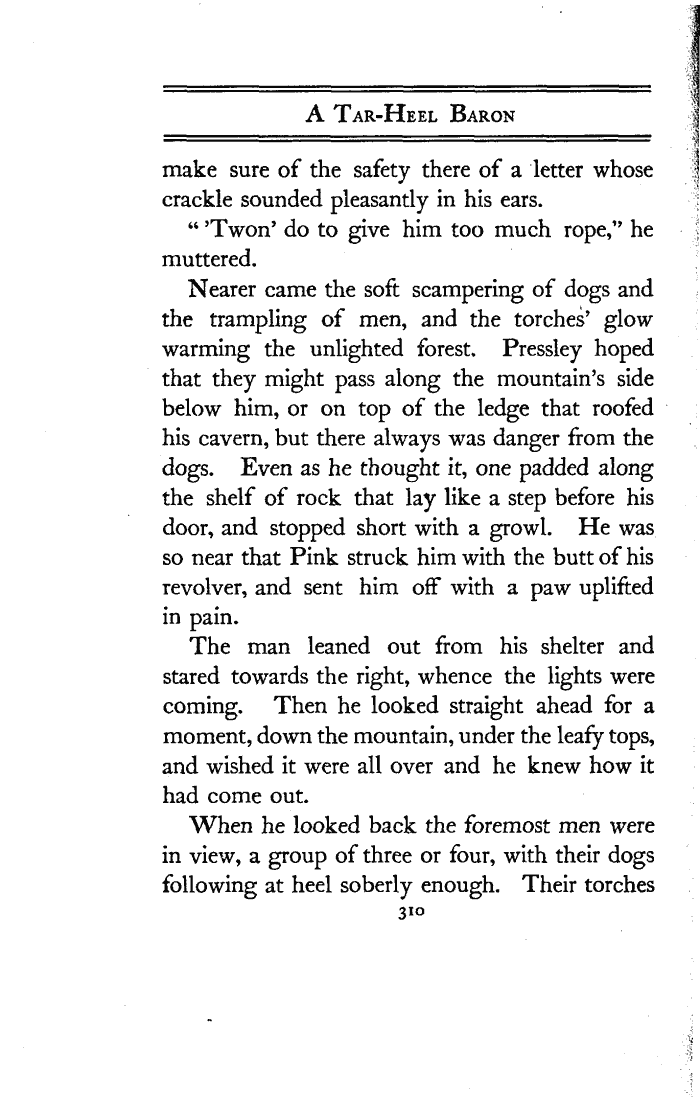 A Tar-Heel Baron
make sure of the safety there of a letter whose
crackle sounded pleasantly in his ears.
“ ’Twon’ do to give him too much rope,” he
muttered.
Nearer came the soft scampering of dogs and
the trampling of men, and the torches’ glow
warming the unlighted forest. Pressley hoped
that they might pass along the mountain’s side
below him, or on top of the ledge that roofed
his cavern, but there always was danger from the
dogs. Even as he thought it, one padded along
the shelf of rock that lay like a step before his
door, and stopped short with a growl. He was
so near that Pink struck him with the butt of his
revolver, and sent him off with a paw uplifted
in pain.
The man leaned out from his shelter and
stared towards the right, whence the lights were
coming. Then he looked straight ahead for a
moment, down the mountain, under the leafy tops,
and wished it were all over and he knew how it
had come out.
When he looked back the foremost men were
in view, a group of three or four, with their dogs
following at heel soberly enough. Their torches
310